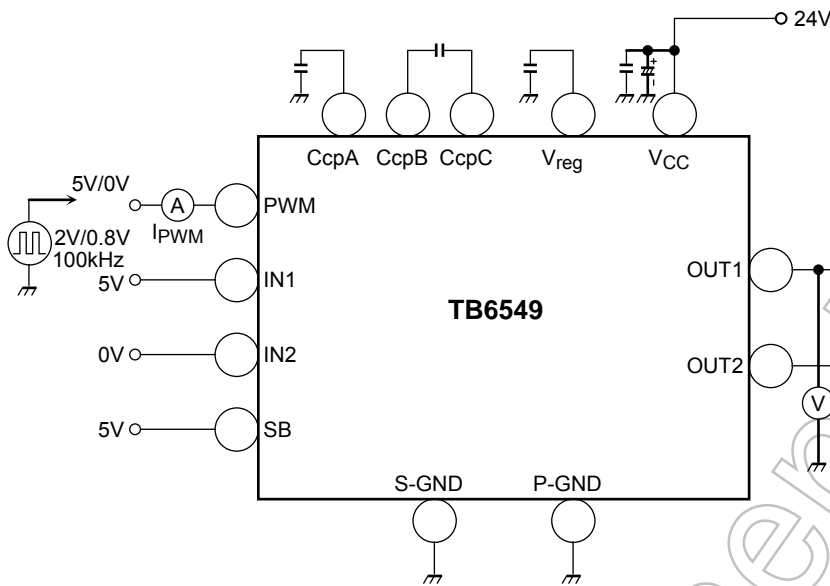 24V
+
-
CcpA CcpB CcpC Vreg VCC
5V/0V
A
PWM
IPWM
2V/0.8V
100kHz
5V
IN1
OUT1
TB6549
0V
IN2
OUT2
V
5V
SB
S-GND P-GND